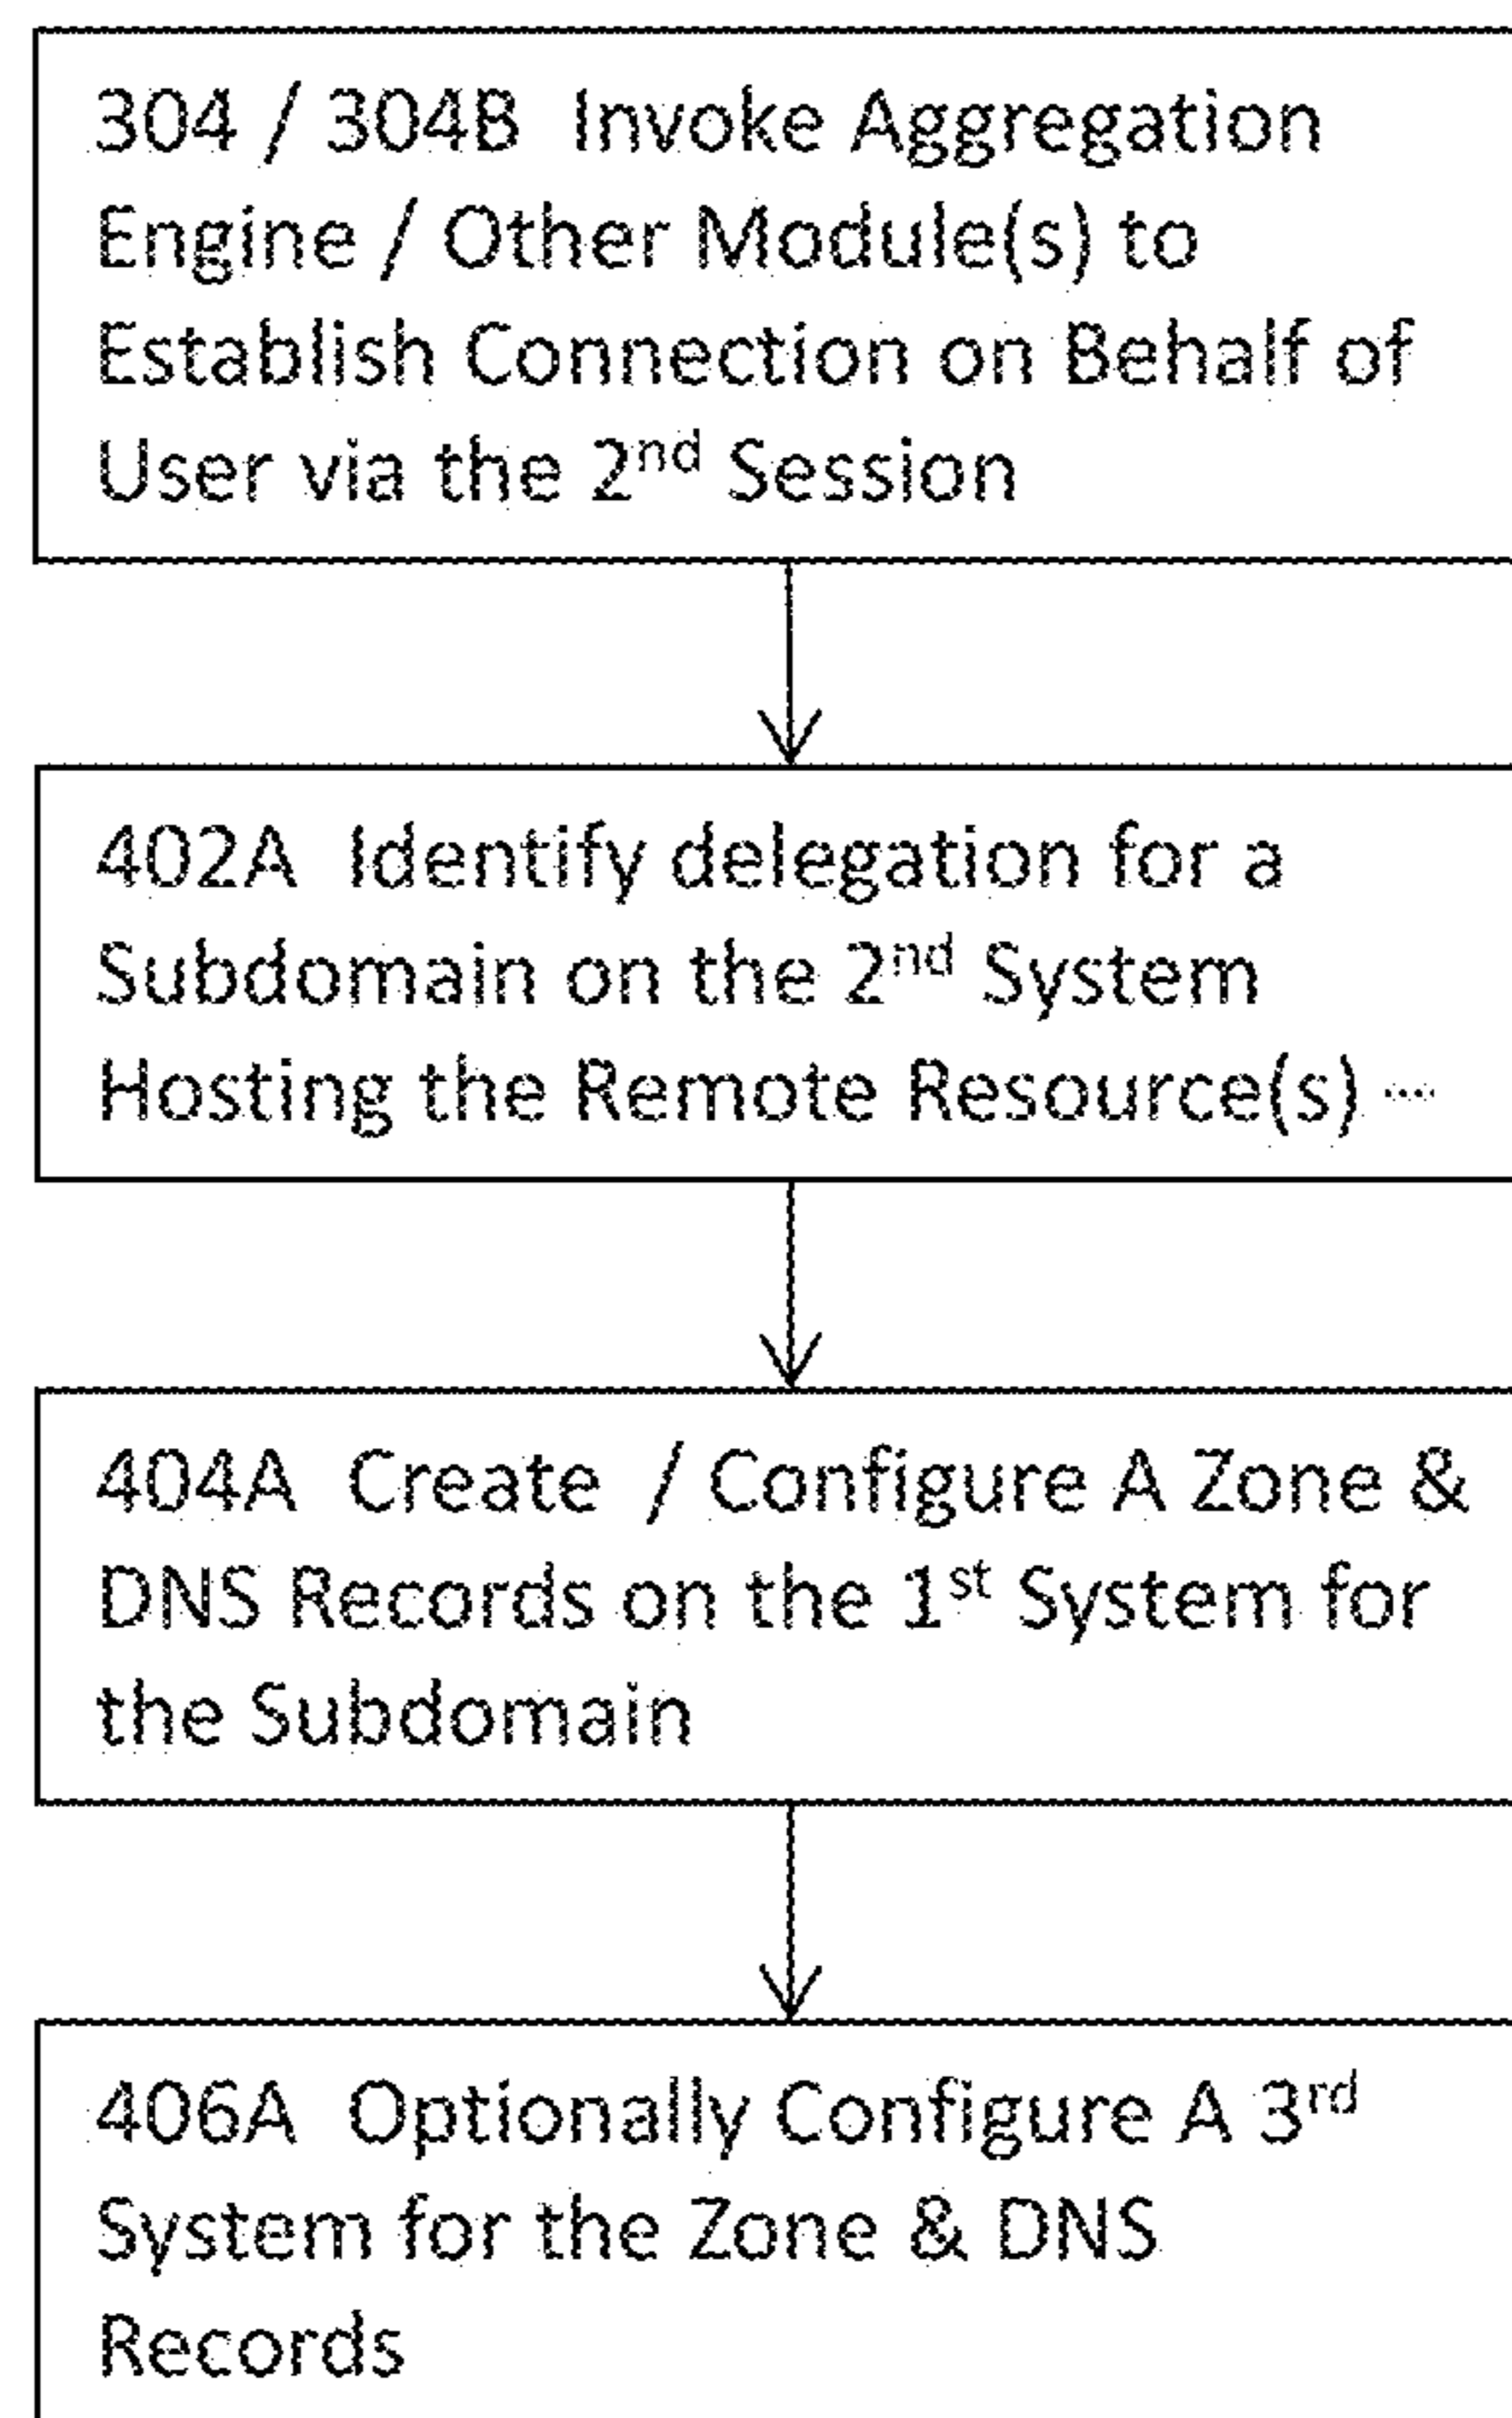 304 / 304B Invoke Aggregation
Engine / Other Module(s) to
Establish Connection on Behalf of
User via the 2nd Session
402A Identify delegation for a
Subdomain on the 2nd System
Hosting the Remote Resource(s) ...
404A Create / Configure A Zone &
DNS Records on the 1st System for
the Subdomain
406A Optionally Configure A 3rd
System for the Zone & DNS
Records